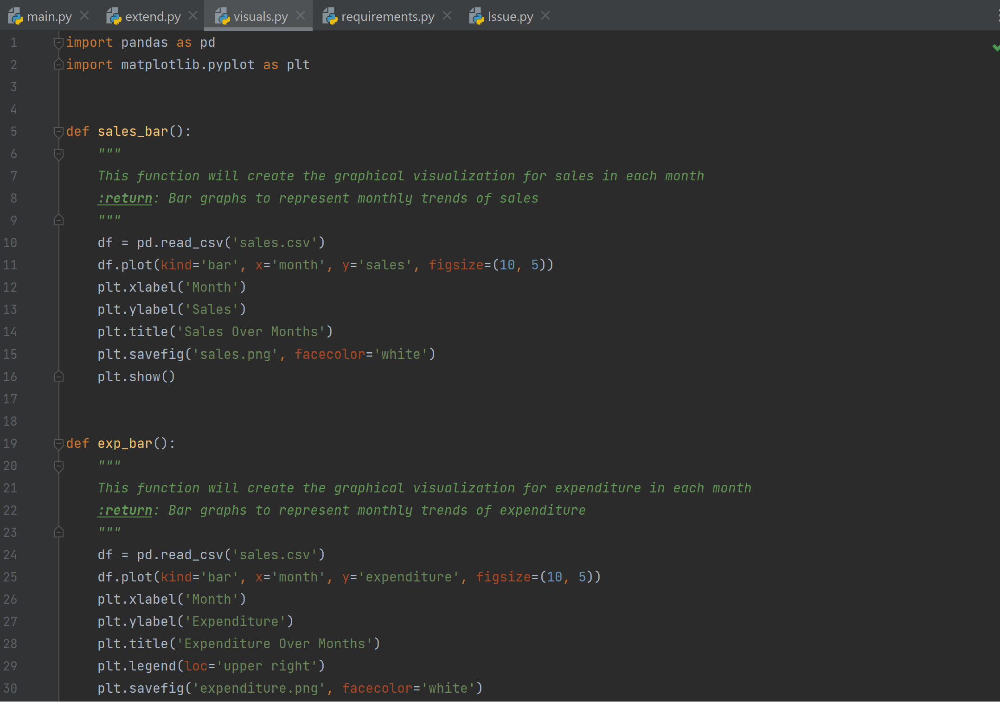 main.py extend.py visuals.py requirements.py Issue.py
1 import pandas as pd
2 import matplotlib.pyplot as plt
3
4
5 def sales_bar():
6     """
7     This function will create the graphical visualization for sales in each month
8     :return: Bar graphs to represent monthly trends of sales
9     """
10     df = pd.read_csv('sales.csv')
11     df.plot(kind='bar', x='month', y='sales', figsize=(10, 5))
12     plt.xlabel('Month')
13     plt.ylabel('Sales')
14     plt.title('Sales Over Months')
15     plt.savefig('sales.png', facecolor='white')
16     plt.show()
17
18
19 def exp_bar():
20     """
21     This function will create the graphical visualization for expenditure in each month
22     :return: Bar graphs to represent monthly trends of expenditure
23     """
24     df = pd.read_csv('sales.csv')
25     df.plot(kind='bar', x='month', y='expenditure', figsize=(10, 5))
26     plt.xlabel('Month')
27     plt.ylabel('Expenditure')
28     plt.title('Expenditure Over Months')
29     plt.legend(loc='upper right')
30     plt.savefig('expenditure.png', facecolor='white')